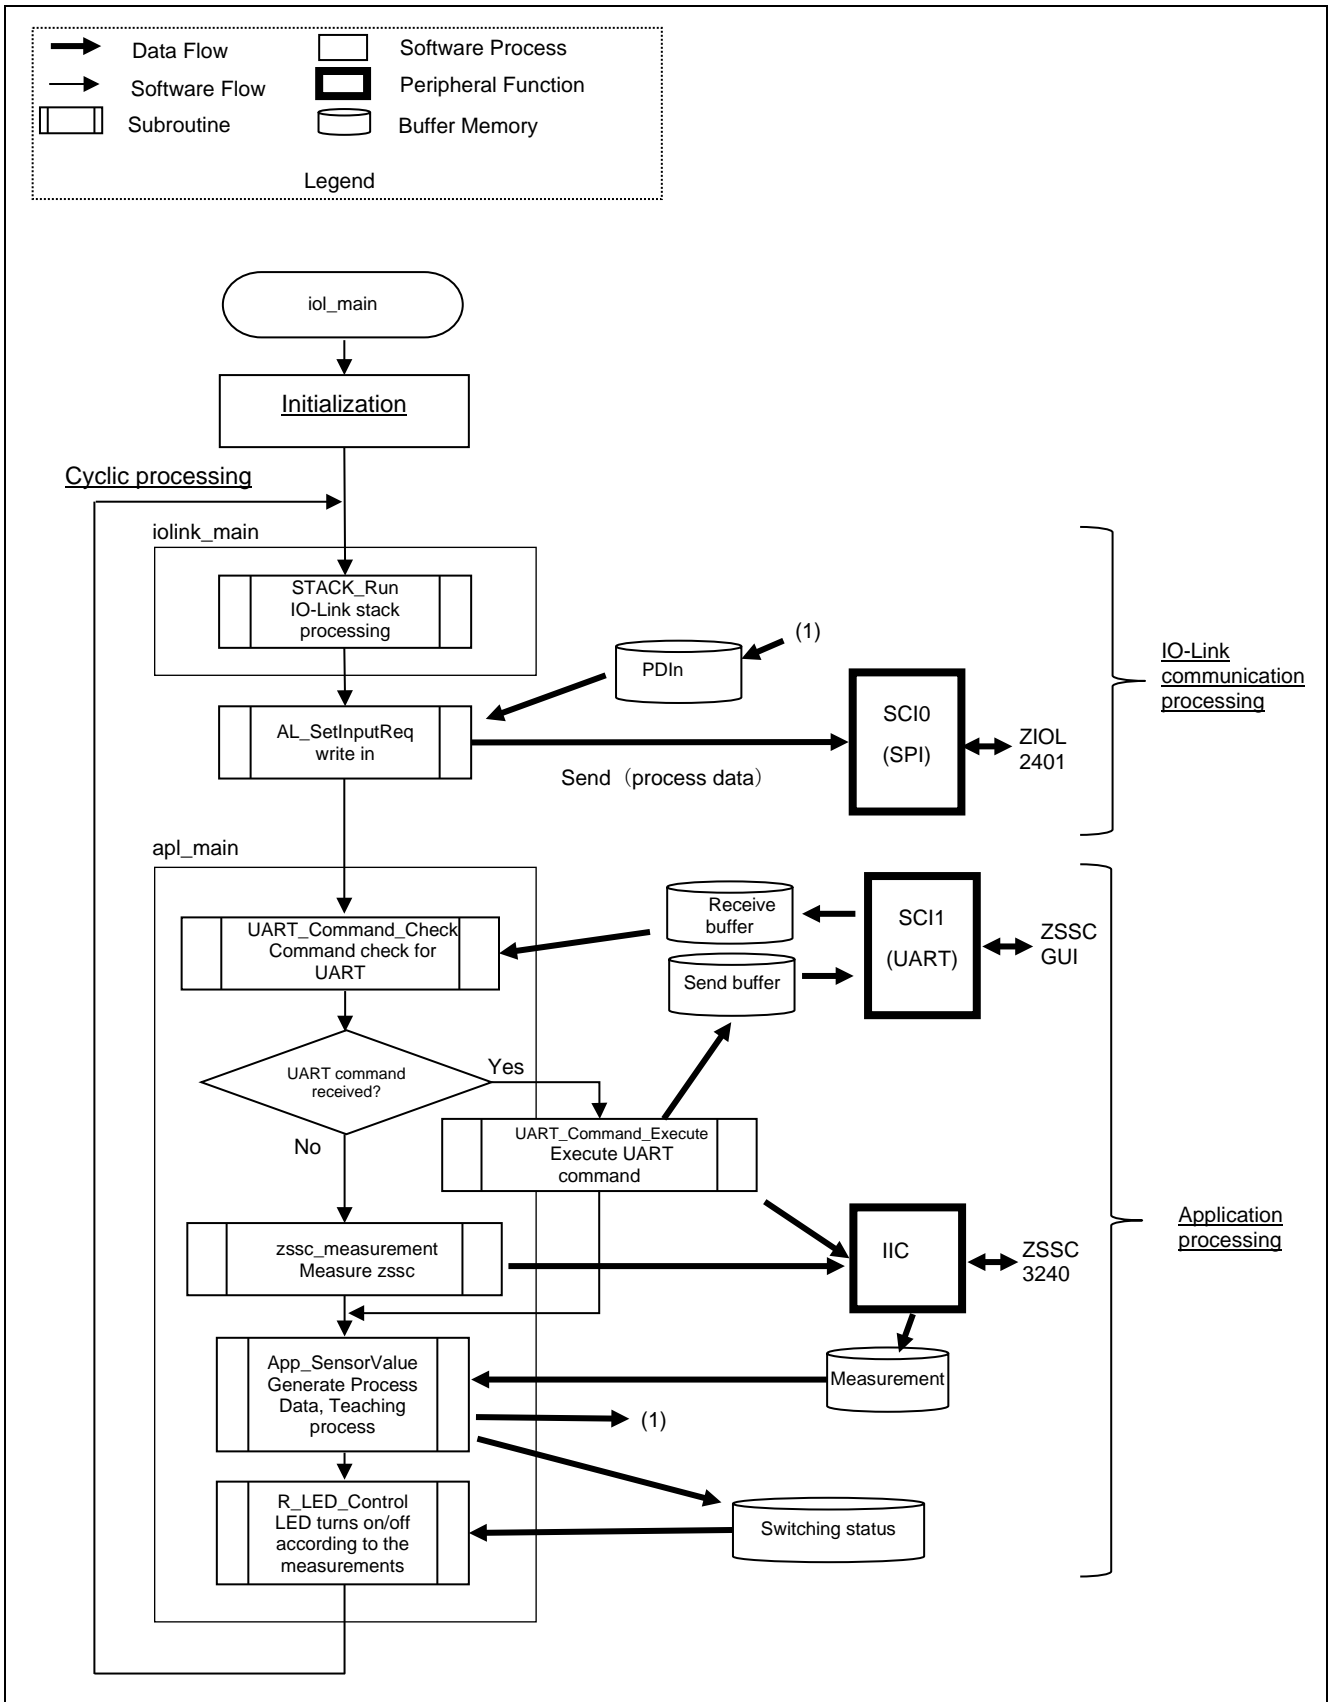 Data Flow
Software Process
Software Flow
Peripheral Function
Subroutine
Buffer Memory
Legend
iol_main
Initialization
Cyclic processing
iolink_main
STACK_Run
IO-Link stack
processing
(1)
PDIn
AL_SetInputReq
write in
Send（process data）
SCI0
(SPI)
ZIOL
2401
IO-Link
communication
processing
apl_main
UART_Command_Check
Command check for
UART
Receive
buffer
Send buffer
SCI1
(UART)
ZSSC
GUI
UART command
received?
Yes
No
UART_Command_Execute
Execute UART
command
zssc_measurement
Measure zssc
IIC
ZSSC
3240
Application
processing
App_SensorValue
Generate Process
Data, Teaching
process
Measurement
(1)
R_LED_Control
LED turns on/off
according to the
measurements
Switching status